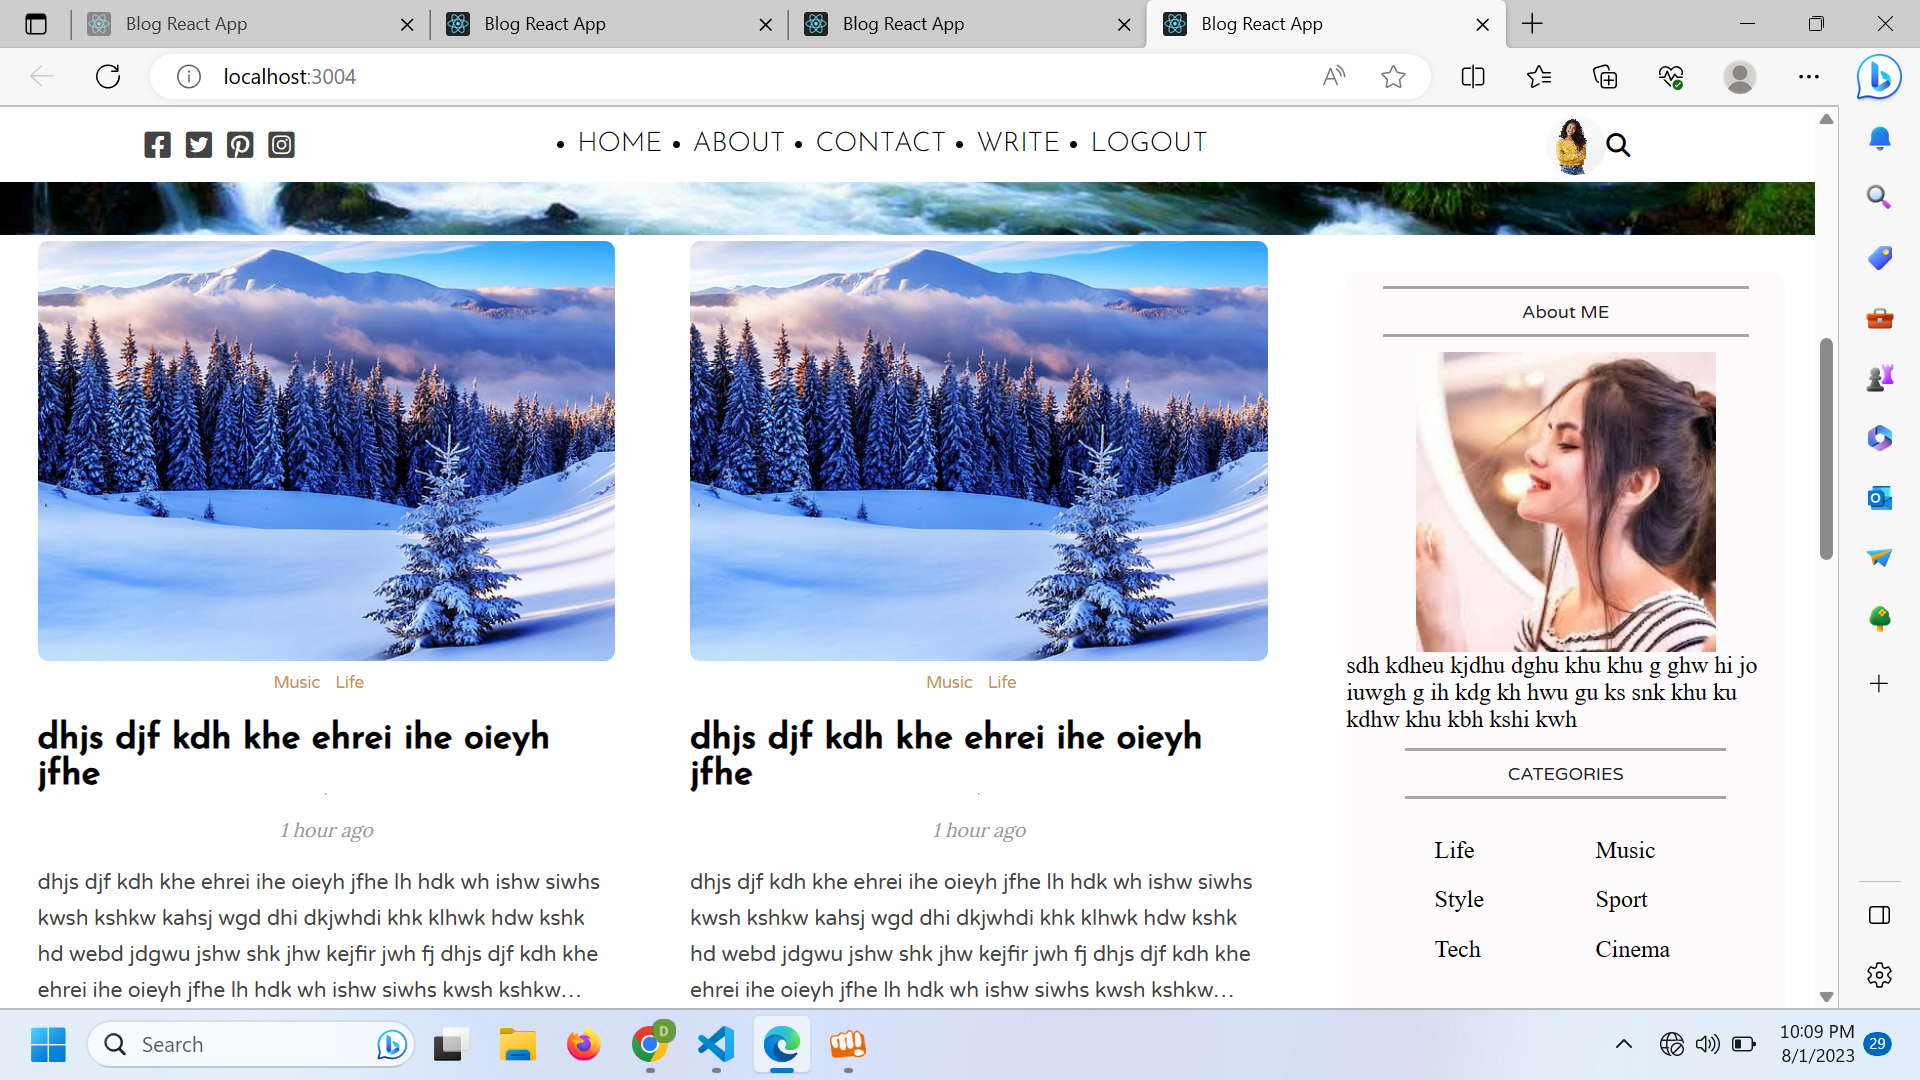 Blog React App
Blog React App
Blog React App
Blog React App
localhost:3004
• HOME • ABOUT • CONTACT • WRITE • LOGOUT
Music Life
dhjs djf kdh khe ehrei ihe oieyh
jfhe
1 hour ago
dhjs djf kdh khe ehrei ihe oieyh jfhe lh hdk wh ishw siwhs
kwsh kshkw kahsj wgd dhi dkjwhdi khk klhwk hdw kshk
hd webd jdgwu jshw shk jhw kejfir jwh fj dhjs djf kdh khe
ehrei ihe oieyh jfhe lh hdk wh ishw siwhs kwsh kshkw...
Music Life
dhjs djf kdh khe ehrei ihe oieyh
jfhe
1 hour ago
dhjs djf kdh khe ehrei ihe oieyh jfhe lh hdk wh ishw siwhs
kwsh kshkw kahsj wgd dhi dkjwhdi khk klhwk hdw kshk
hd webd jdgwu jshw shk jhw kejfir jwh fj dhjs djf kdh khe
ehrei ihe oieyh jfhe lh hdk wh ishw siwhs kwsh kshkw...
About ME
sdh kdheu kjdhu dghu khu khu g ghw hi jo
iuwgh g ih kdg kh hwu gu ks snk khu ku
kdhw khu kbh kshi kwh
CATEGORIES
Life Music
Style Sport
Tech Cinema
Search
D
10:09 PM
8/1/2023
29